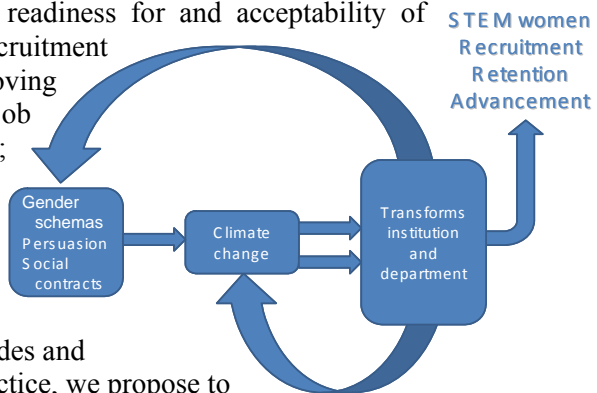 readiness for and acceptability of
STEM women
Recruitment
Retention
Advancement
ecruitment
oving
ob
;
Gender
schemas
Persuasion
Social
contracts
Climate
change
Transforms
institution
and
department
des and
ctice, we propose to